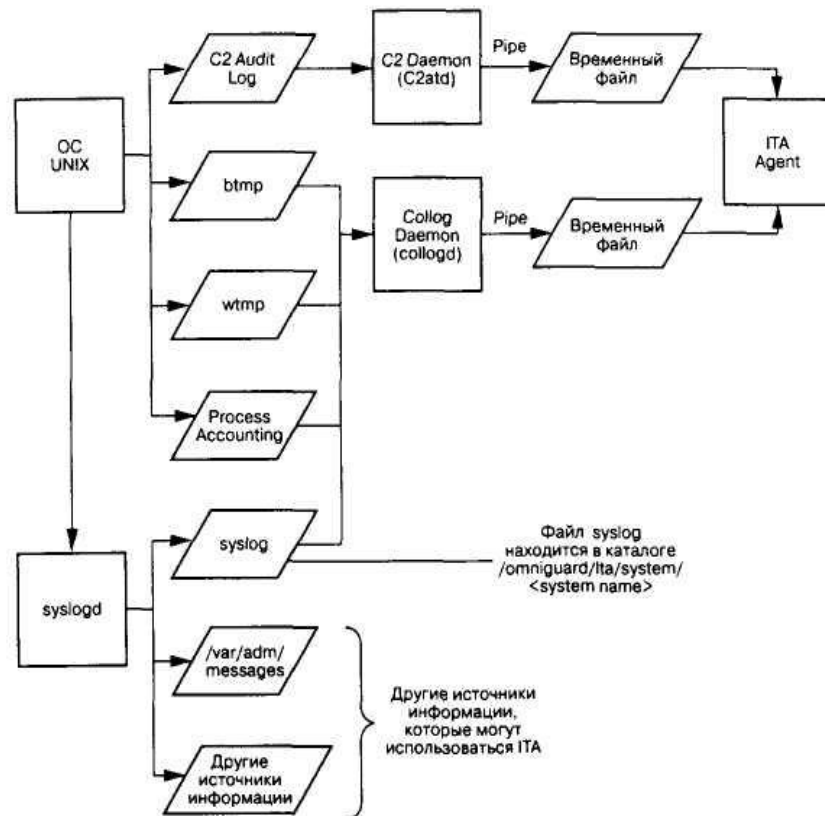 C2 Audit
Log
C2 Daemon
(C2atd)
Pipe
Временный
файл
ОС
UNIX
ITA
Agent
btmp
Collog
Daemon
(collogd)
Pipe
Временный
файл
wtmp
Process
Accounting
syslog
Файл syslog
находится в каталоге
/omniguard/Ita/system/
<system name>
syslogd
/var/adm/
messages
Другие источники
информации,
которые могут
использоваться ITA
Другие
источники
информации